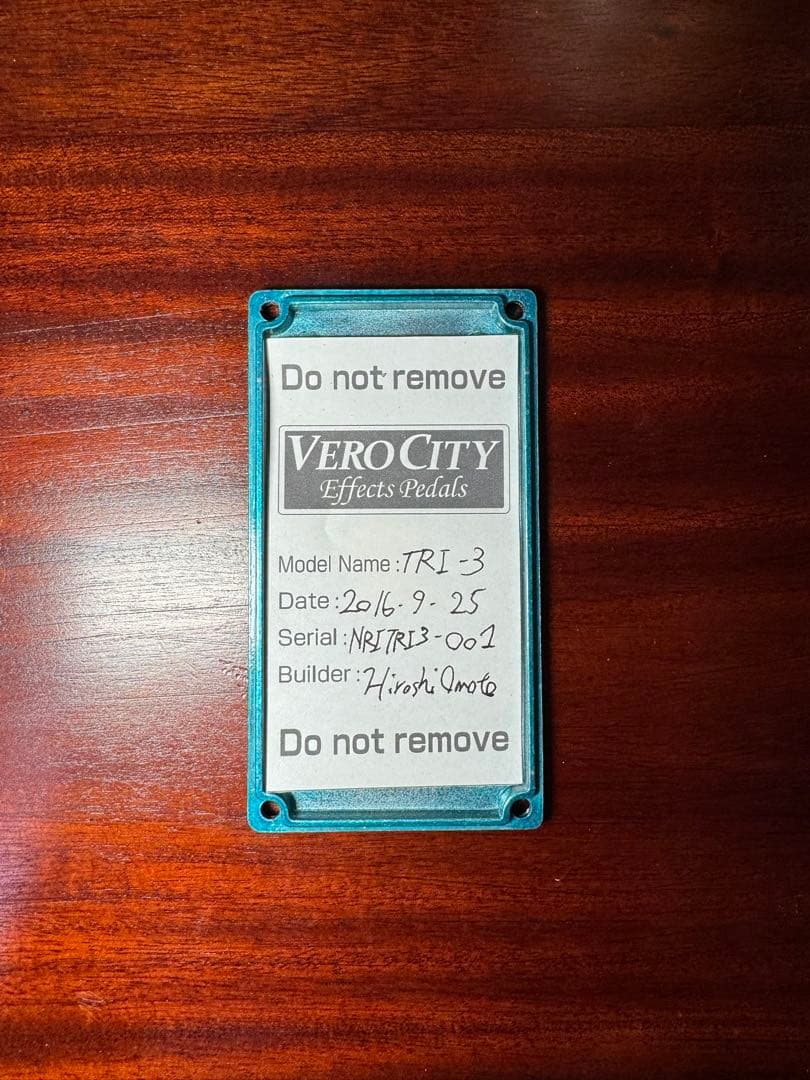 Do not remove
VERO CITY
Effects Pedals
Model Name : TRI-3
Date : 2016-9-25
Serial : NRITRI3-001
Builder : Hiroshi Omote
Do not remove